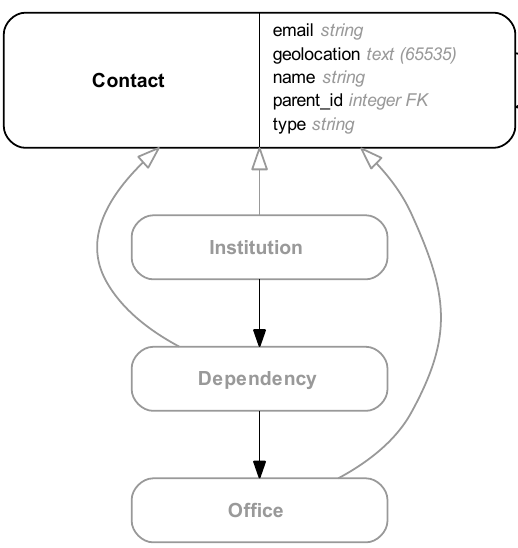 Contact
email string
geolocation text (65535)
name string
parent_id integer FK
type string
Institution
Dependency
Office